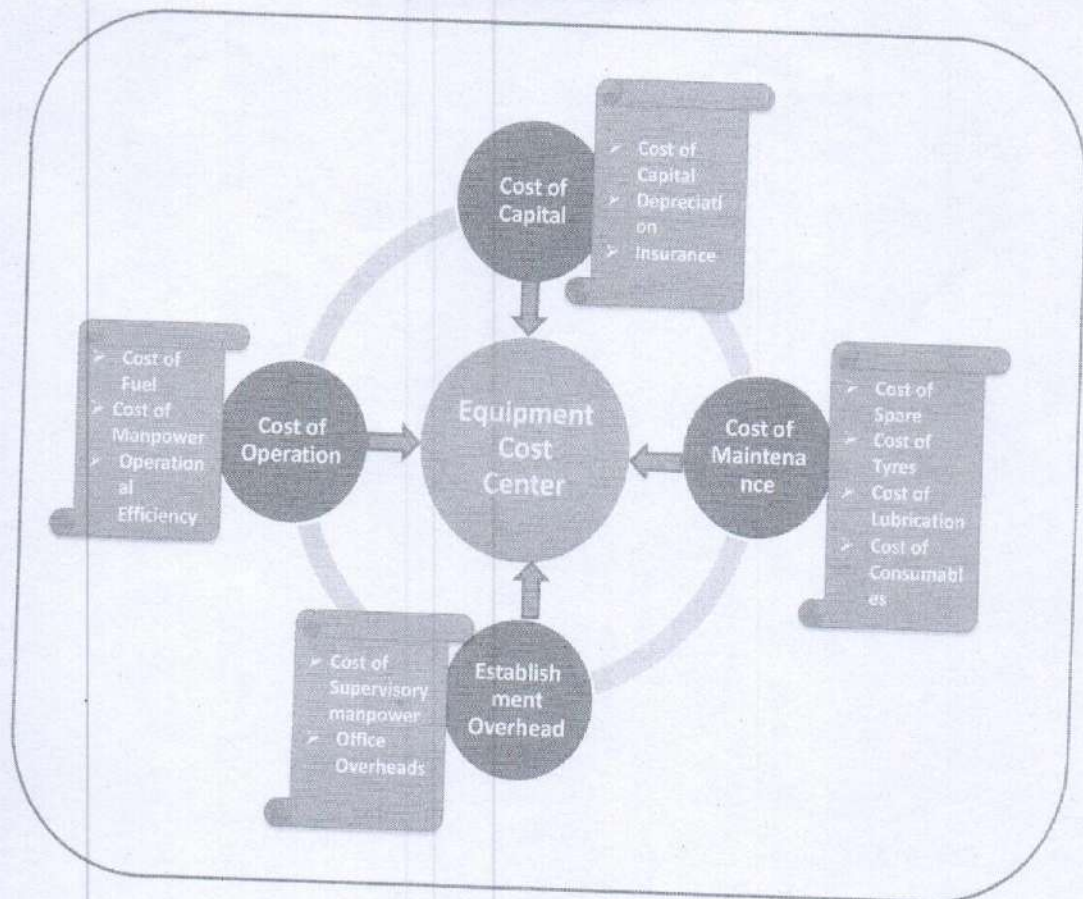 Cost of
Capital
➢ Cost of
Capital
➢ Depreciati
on
➢ Insurance
➢ Cost of
Fuel
➢ Cost of
Manpower
➢ Operation
al
Efficiency
Cost of
Operation
Equipment
Cost
Center
Cost of
Maintena
nce
➢ Cost of
Spare
➢ Cost of
Tyres
➢ Cost of
Lubrication
➢ Cost of
Consumabl
es
➢ Cost of
Supervisory
manpower
➢ Office
Overheads
Establish
ment
Overhead